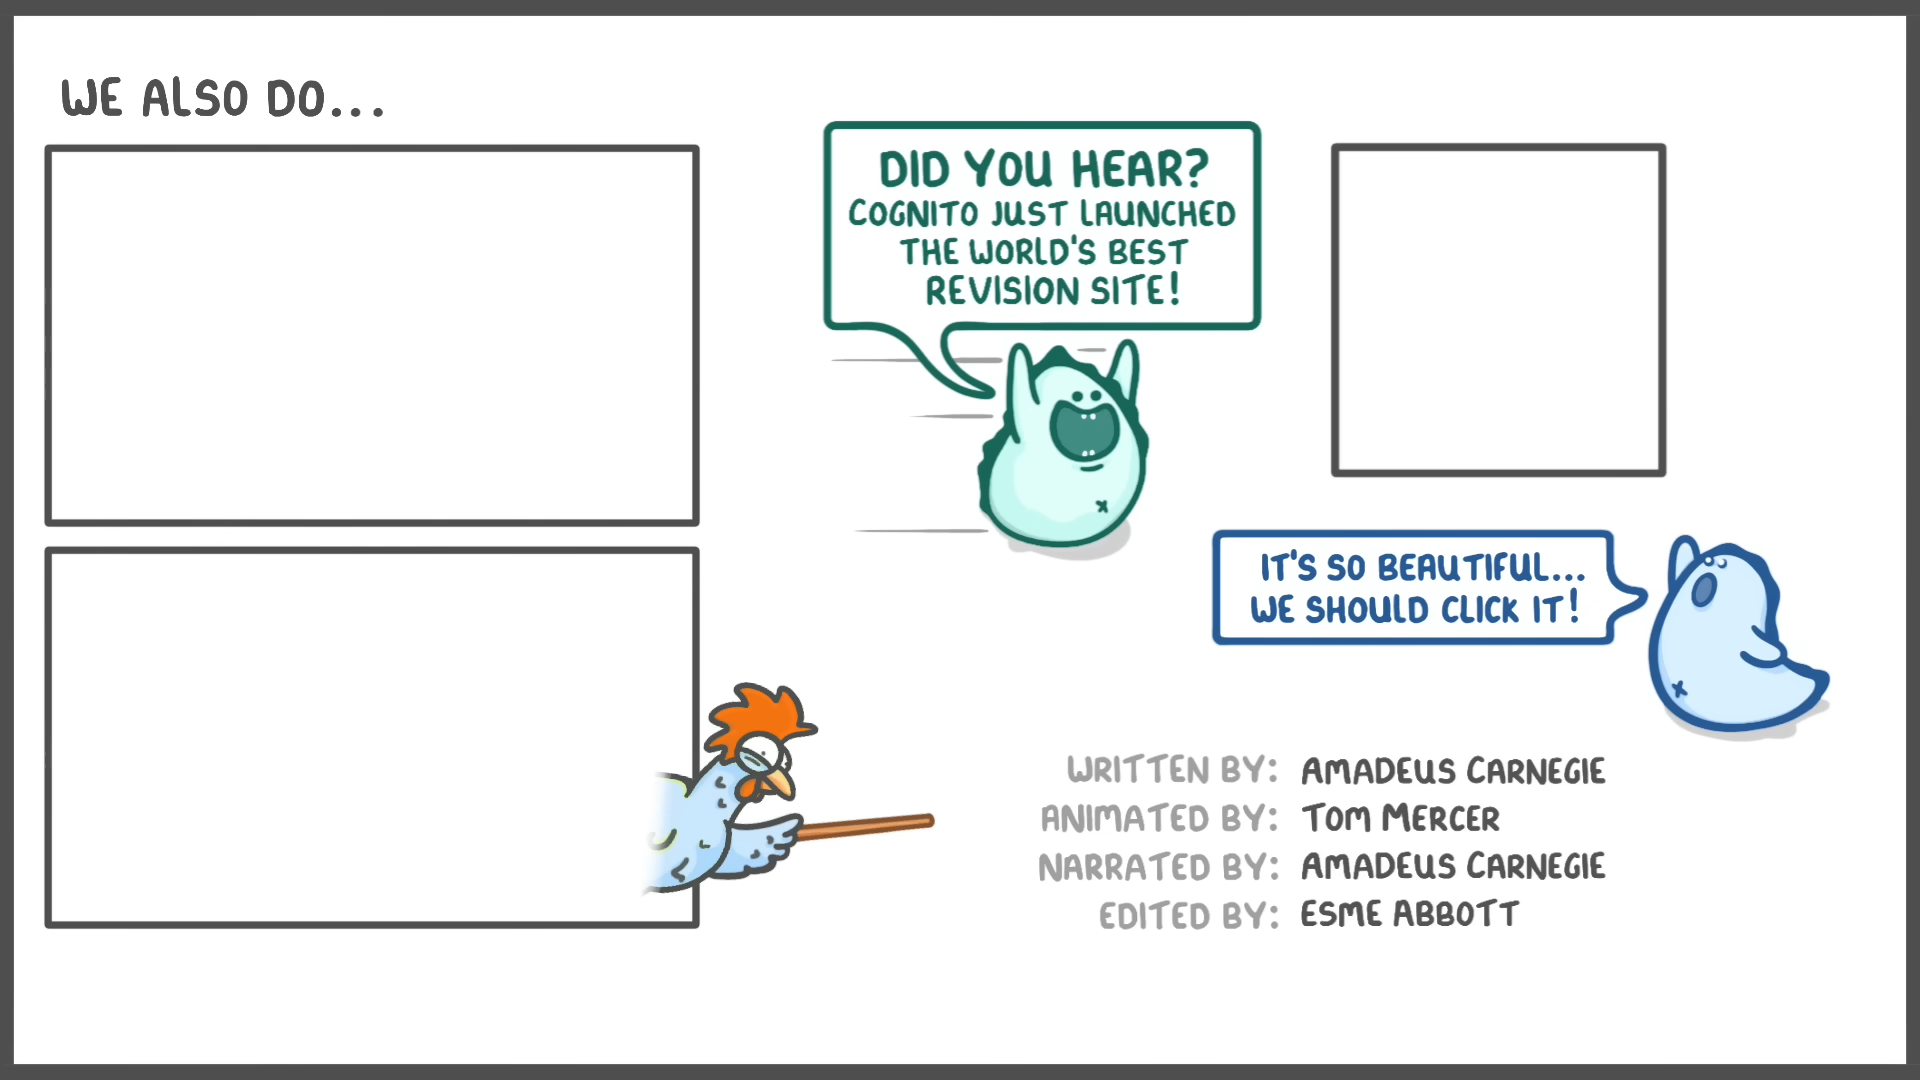 WE ALSO DO...
DID YOU HEAR?
COGNITO JUST LAUNCHED
THE WORLD'S BEST
REVISION SITE!
IT'S SO BEAUTIFUL...
WE SHOULD CLICK IT!
WRITTEN BY: AMADEUS CARNEGIE
ANIMATED BY: TOM MERCER
NARRATED BY: AMADEUS CARNEGIE
EDITED BY: ESME ABBOTT